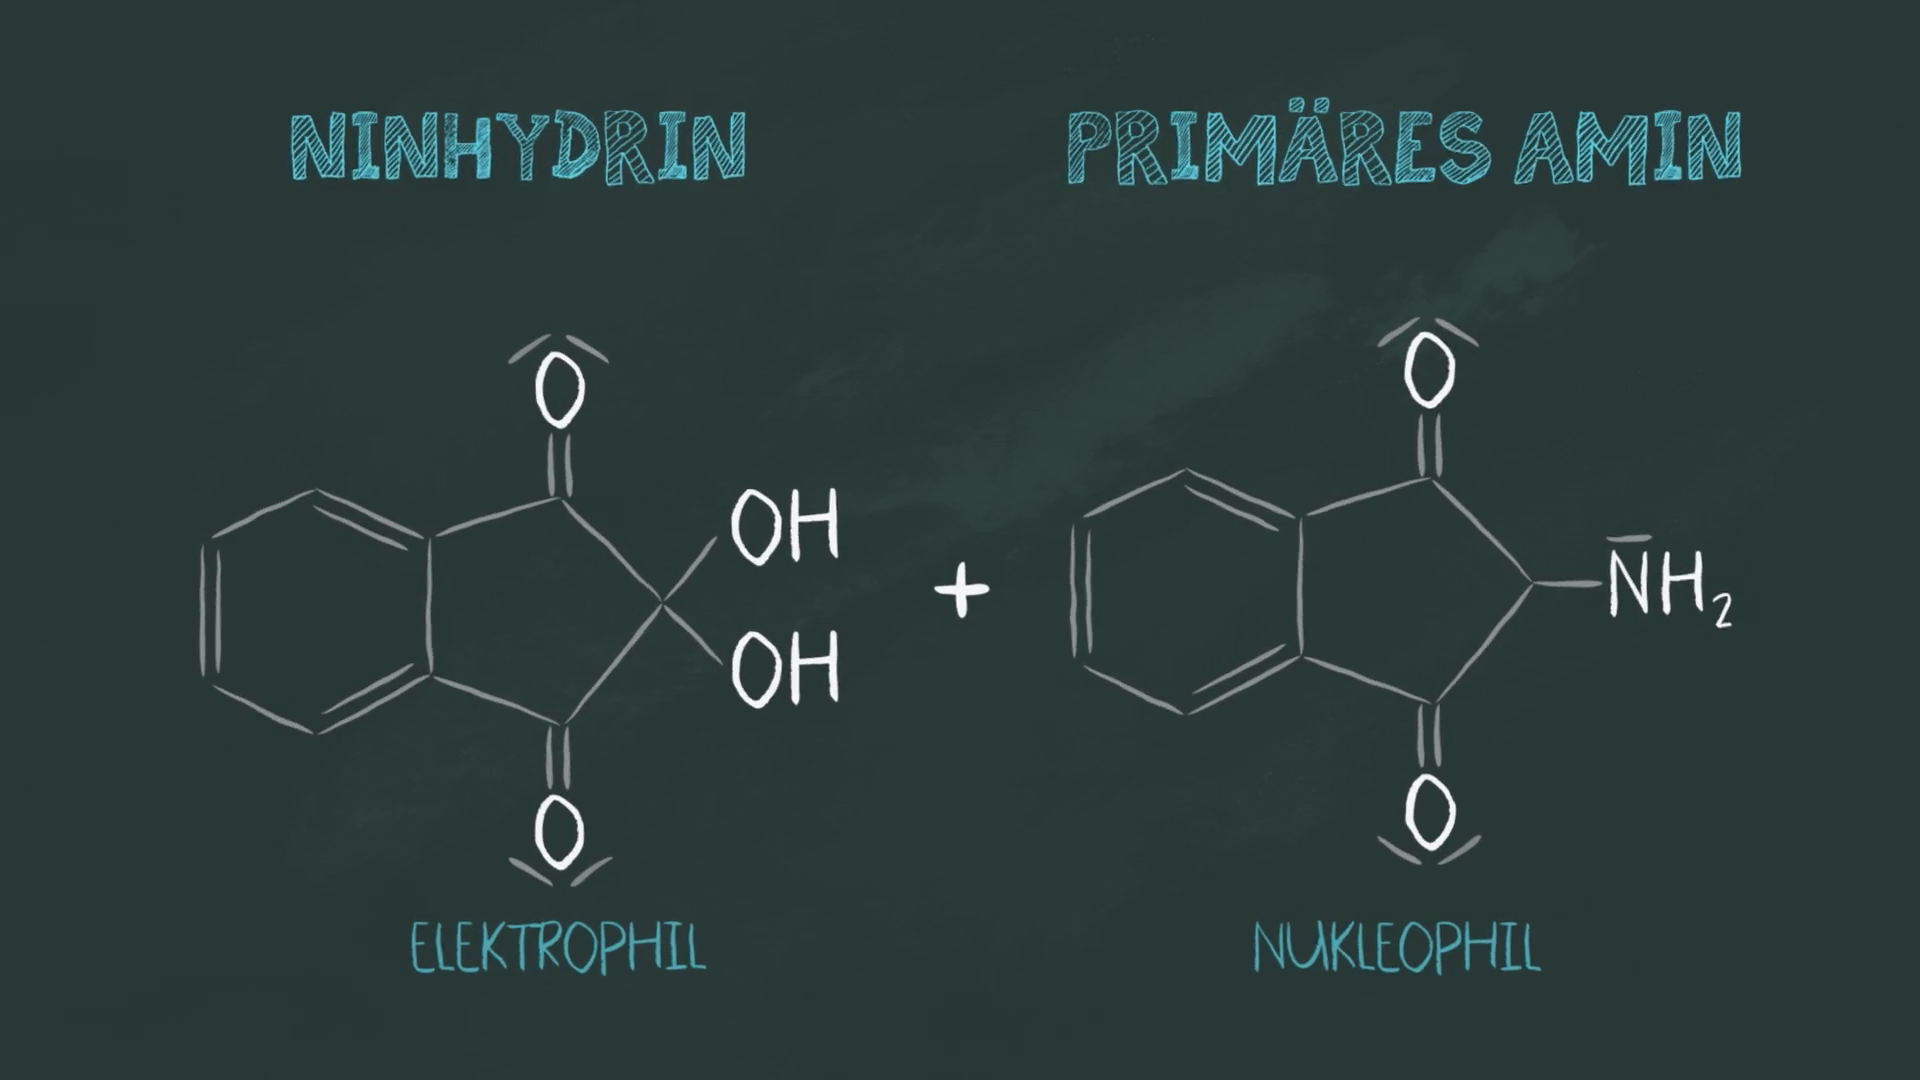 NINHYDRIN
PRIMÄRES AMIN
O
OH
OH
O
+
O
NH₂
O
ELEKTROPHIL
NUKLEOPHIL